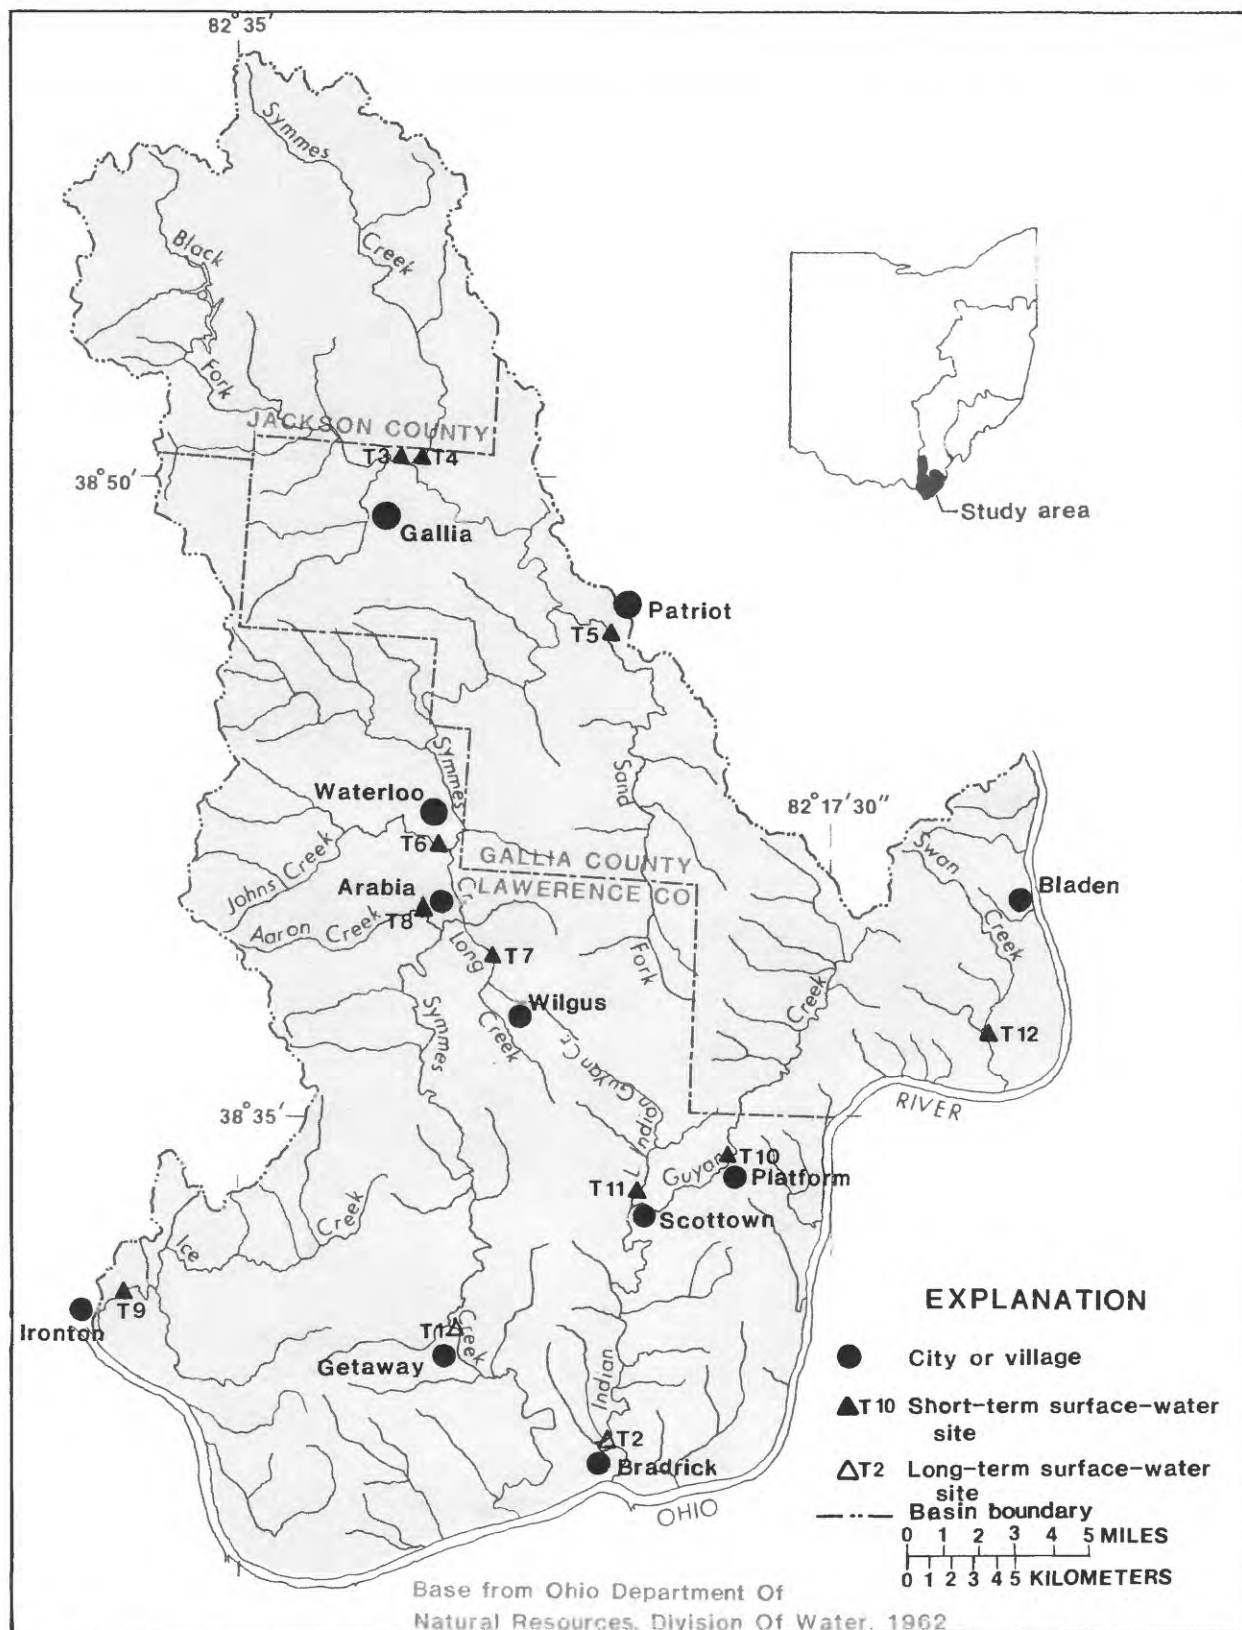 82°35'
Symmes
Creek
Black
Fork
JACKSON COUNTY
T3
T4
38°50'
Gallia
Study area
Patriot
T5
Symmes
Sand
Waterloo
82°17'30"
T6
GALLIA COUNTY
LAWERENCE CO
Johns Creek
Arabia
Cr.
Swan
Creek
Bladen
T8
Aaron Creek
Long
T7
Fork
Creek
Wilgus
Symmes
Creek
Guyan Cr.
T12
38°35'
Indian Guyan
RIVER
L
T10
Guyan
Platform
T11
Scottown
Creek
Ice
T9
Ironton
T1
Creek
Getaway
Indian
T2
Bradrick
OHIO
EXPLANATION
City or village
T10 Short-term surface-water
site
T2 Long-term surface-water
site
Basin boundary
0 1 2 3 4 5 MILES
0 1 2 3 4 5 KILOMETERS
Base from Ohio Department Of
Natural Resources, Division Of Water, 1962